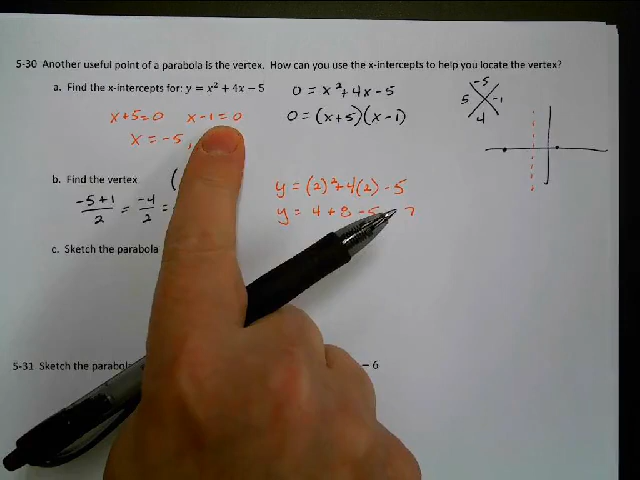 5-30 Another useful point of a parabola is the vertex. How can you use the x-intercepts to help you locate the vertex?
a. Find the x-intercepts for: y = x² + 4x − 5
0 = x² + 4x - 5
0 = (x+5)(x-1)
-5
5 -1
4
x+5=0 x-1=0
x = -5,
b. Find the vertex (
-5+1/2 = -4/2 =
y = (2)² + 4(2) - 5
y = 4 + 8 - 5 = 7
c. Sketch the parabola
5-31 Sketch the parabol
− 6